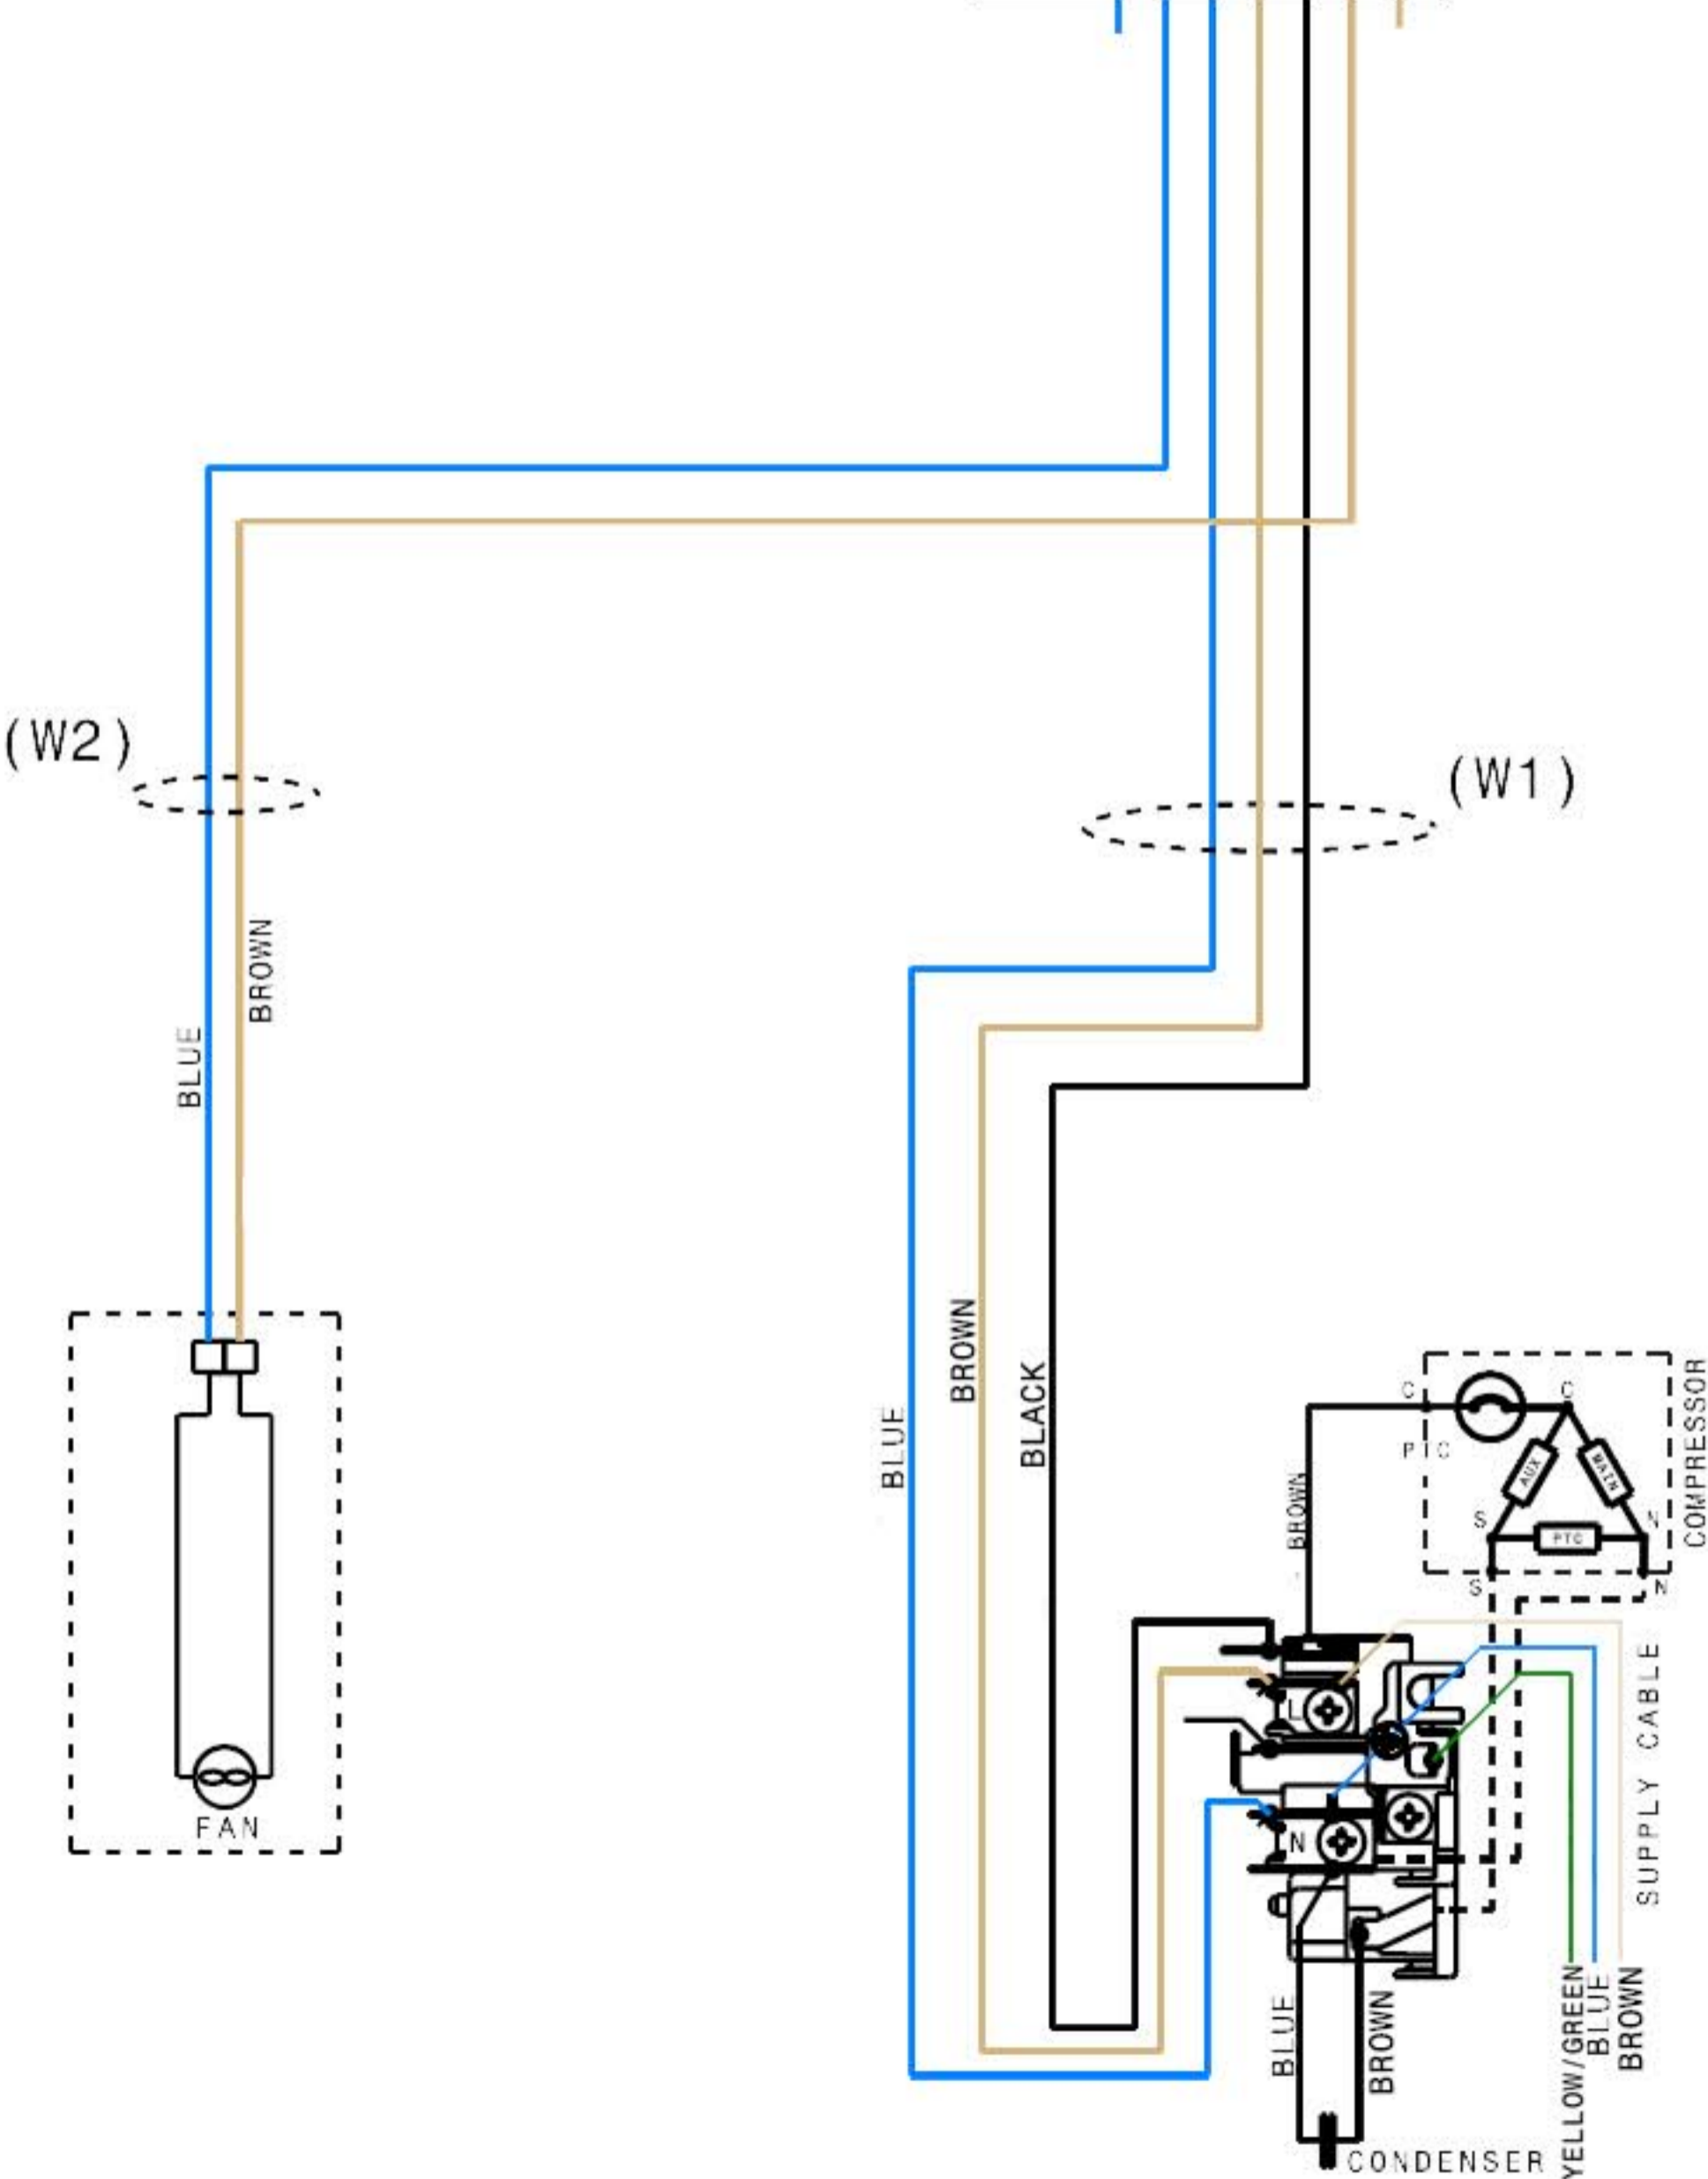 (W2)
(W1)
BROWN
BLUE
BROWN
BLACK
BLUE
COMPRESSOR
C
C
PTC
AUX
MAIN
BROWN
S
N
PTC
S
N
SUPPLY CABLE
L
N
FAN
BLUE
BROWN
YELLOW/GREEN
BLUE
BROWN
CONDENSER